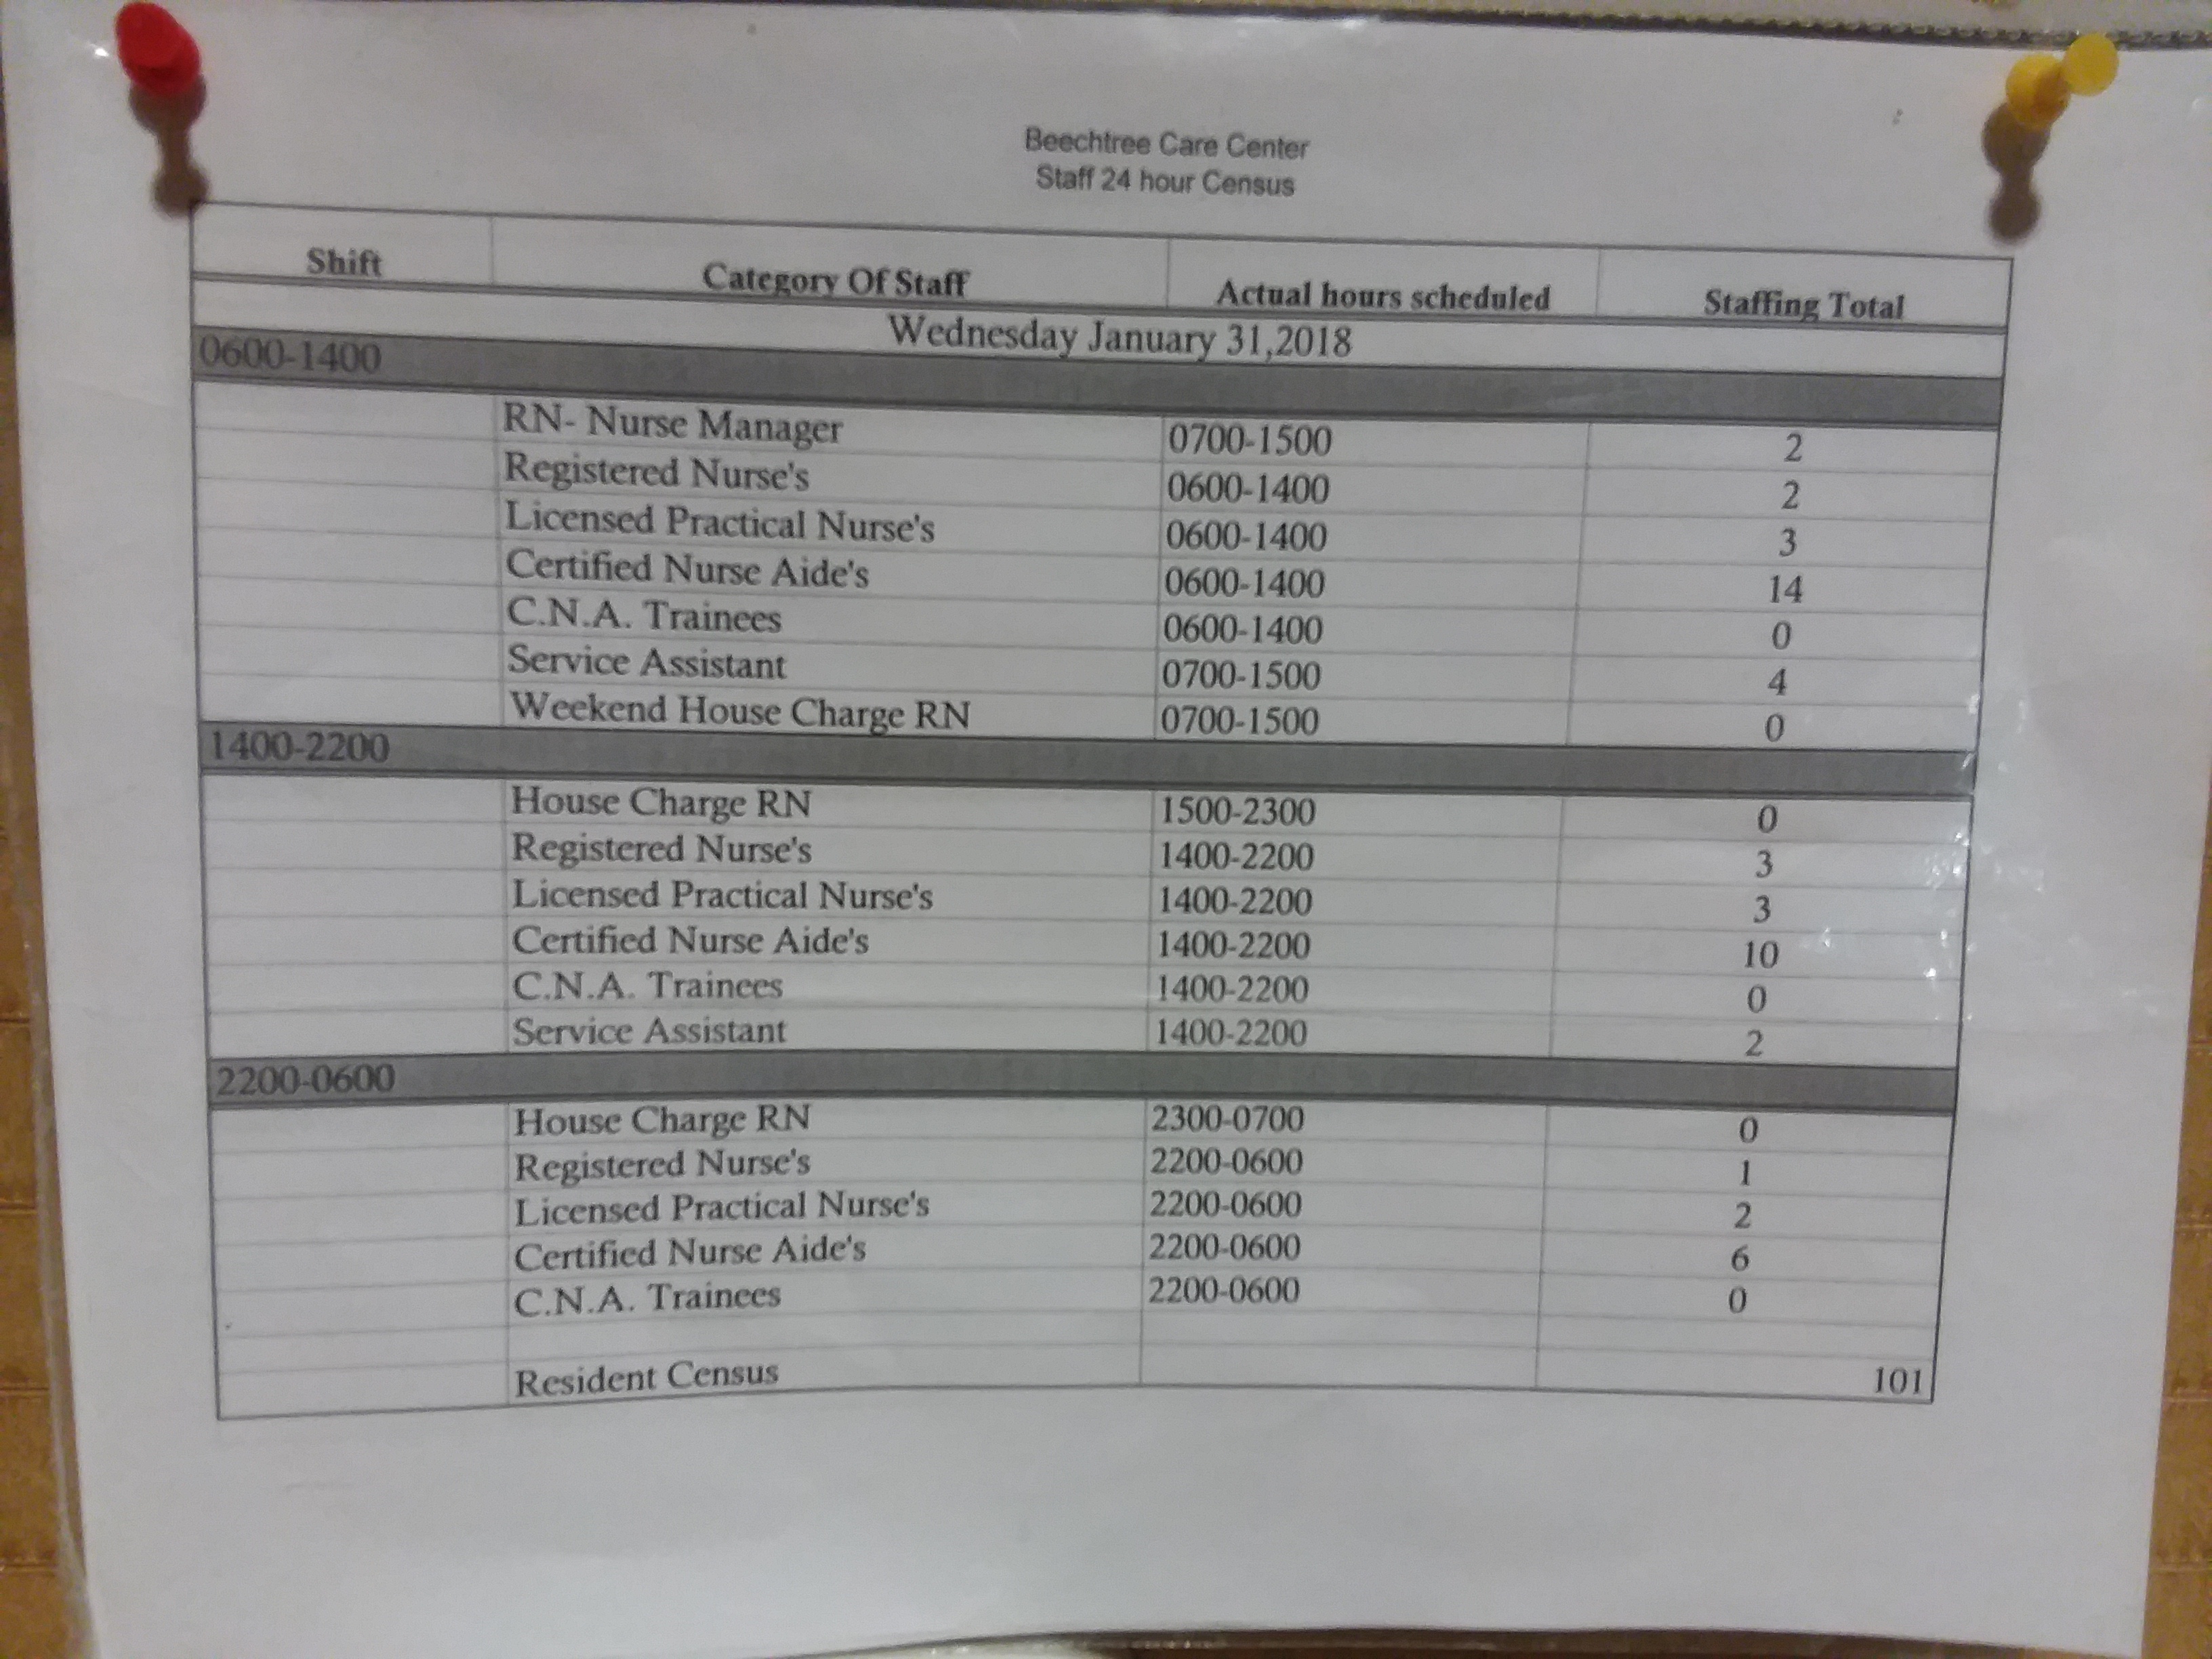 Beechtree Care Center
Staff 24 hour Census
Shift Category Of Staff Actual hours scheduled Staffing Total
Wednesday January 31,2018
0600-1400
RN- Nurse Manager 0700-1500 2
Registered Nurse's 0600-1400 2
Licensed Practical Nurse's 0600-1400 3
Certified Nurse Aide's 0600-1400 14
C.N.A. Trainees 0600-1400 0
Service Assistant 0700-1500 4
Weekend House Charge RN 0700-1500 0
1400-2200
House Charge RN 1500-2300 0
Registered Nurse's 1400-2200 3
Licensed Practical Nurse's 1400-2200 3
Certified Nurse Aide's 1400-2200 10
C.N.A. Trainees 1400-2200 0
Service Assistant 1400-2200 2
2200-0600
House Charge RN 2300-0700 0
Registered Nurse's 2200-0600 1
Licensed Practical Nurse's 2200-0600 2
Certified Nurse Aide's 2200-0600 6
C.N.A. Trainees 2200-0600 0
Resident Census 101